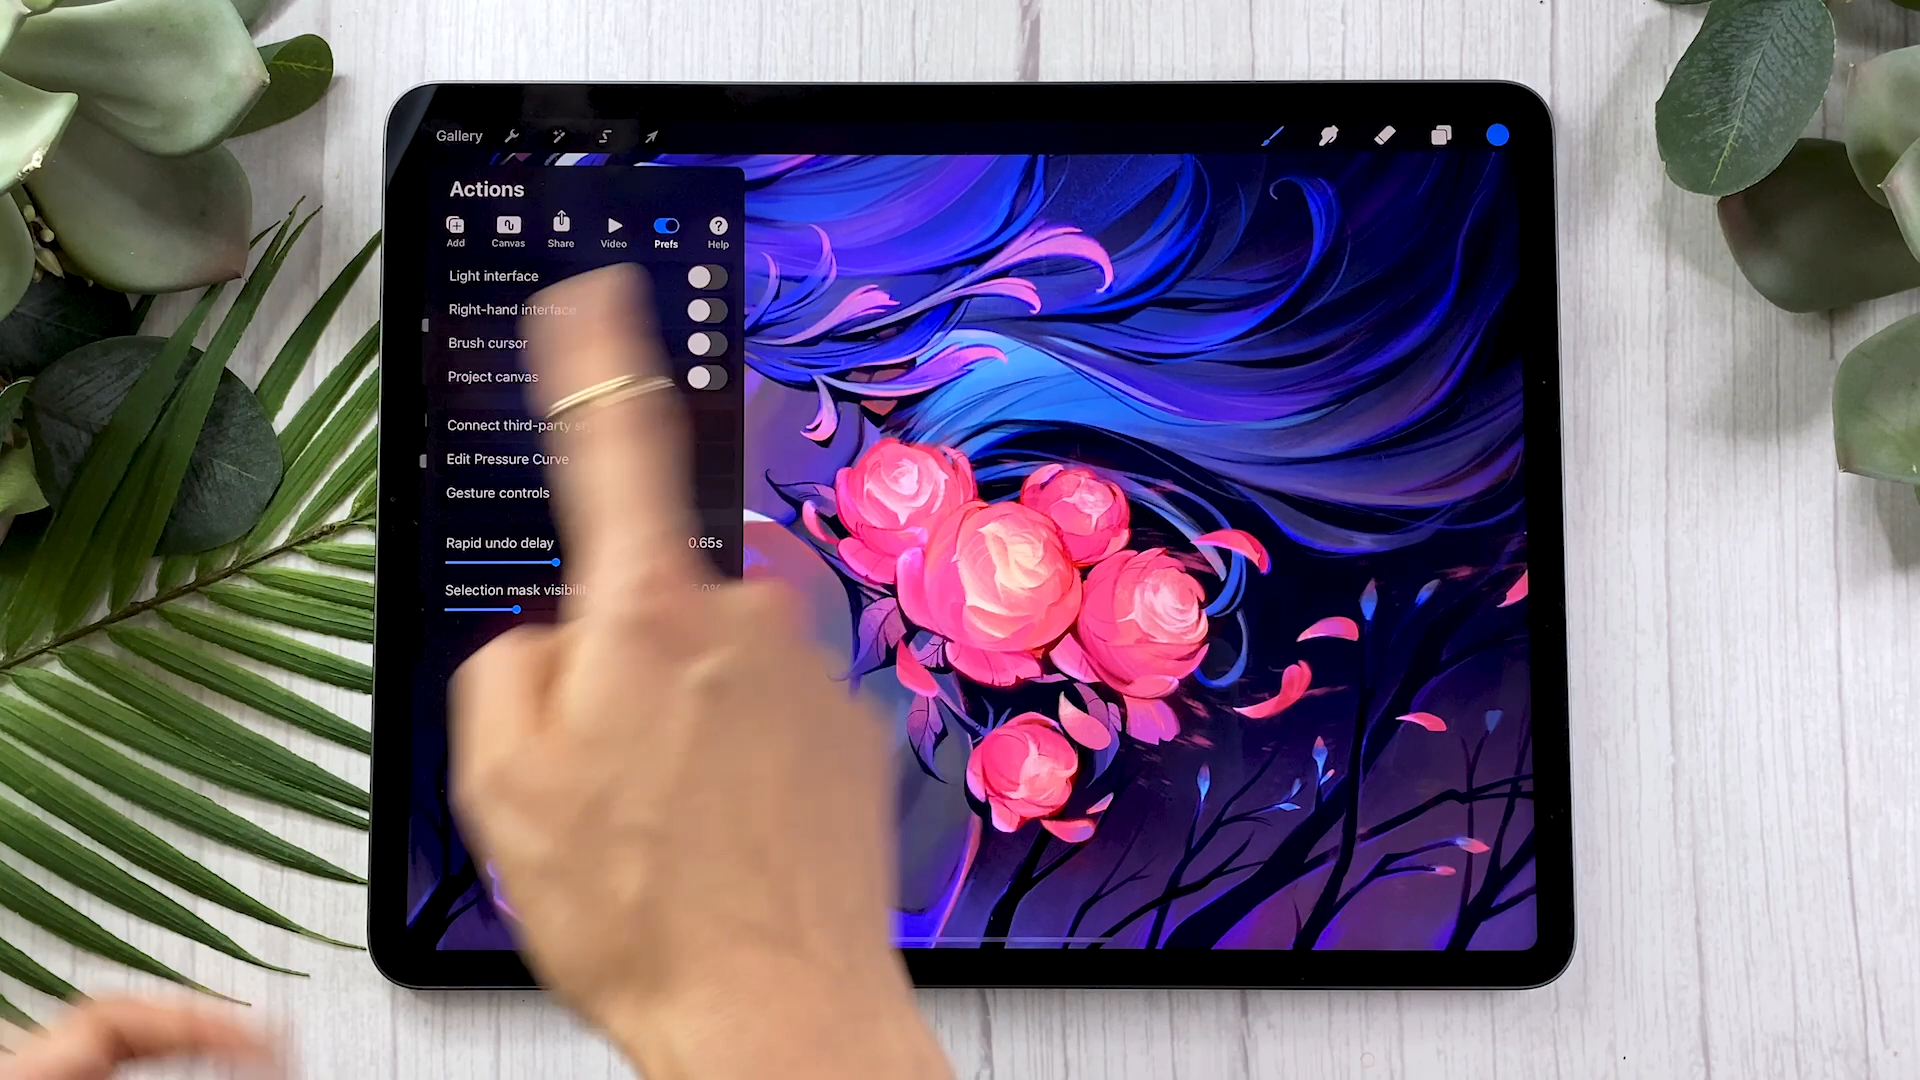 Gallery
Actions
Add Canvas Share Video Prefs Help
Light interface
Right-hand interface
Brush cursor
Project canvas
Connect third-party
Edit Pressure Curve
Gesture controls
Rapid undo delay 0.65s
Selection mask visibility